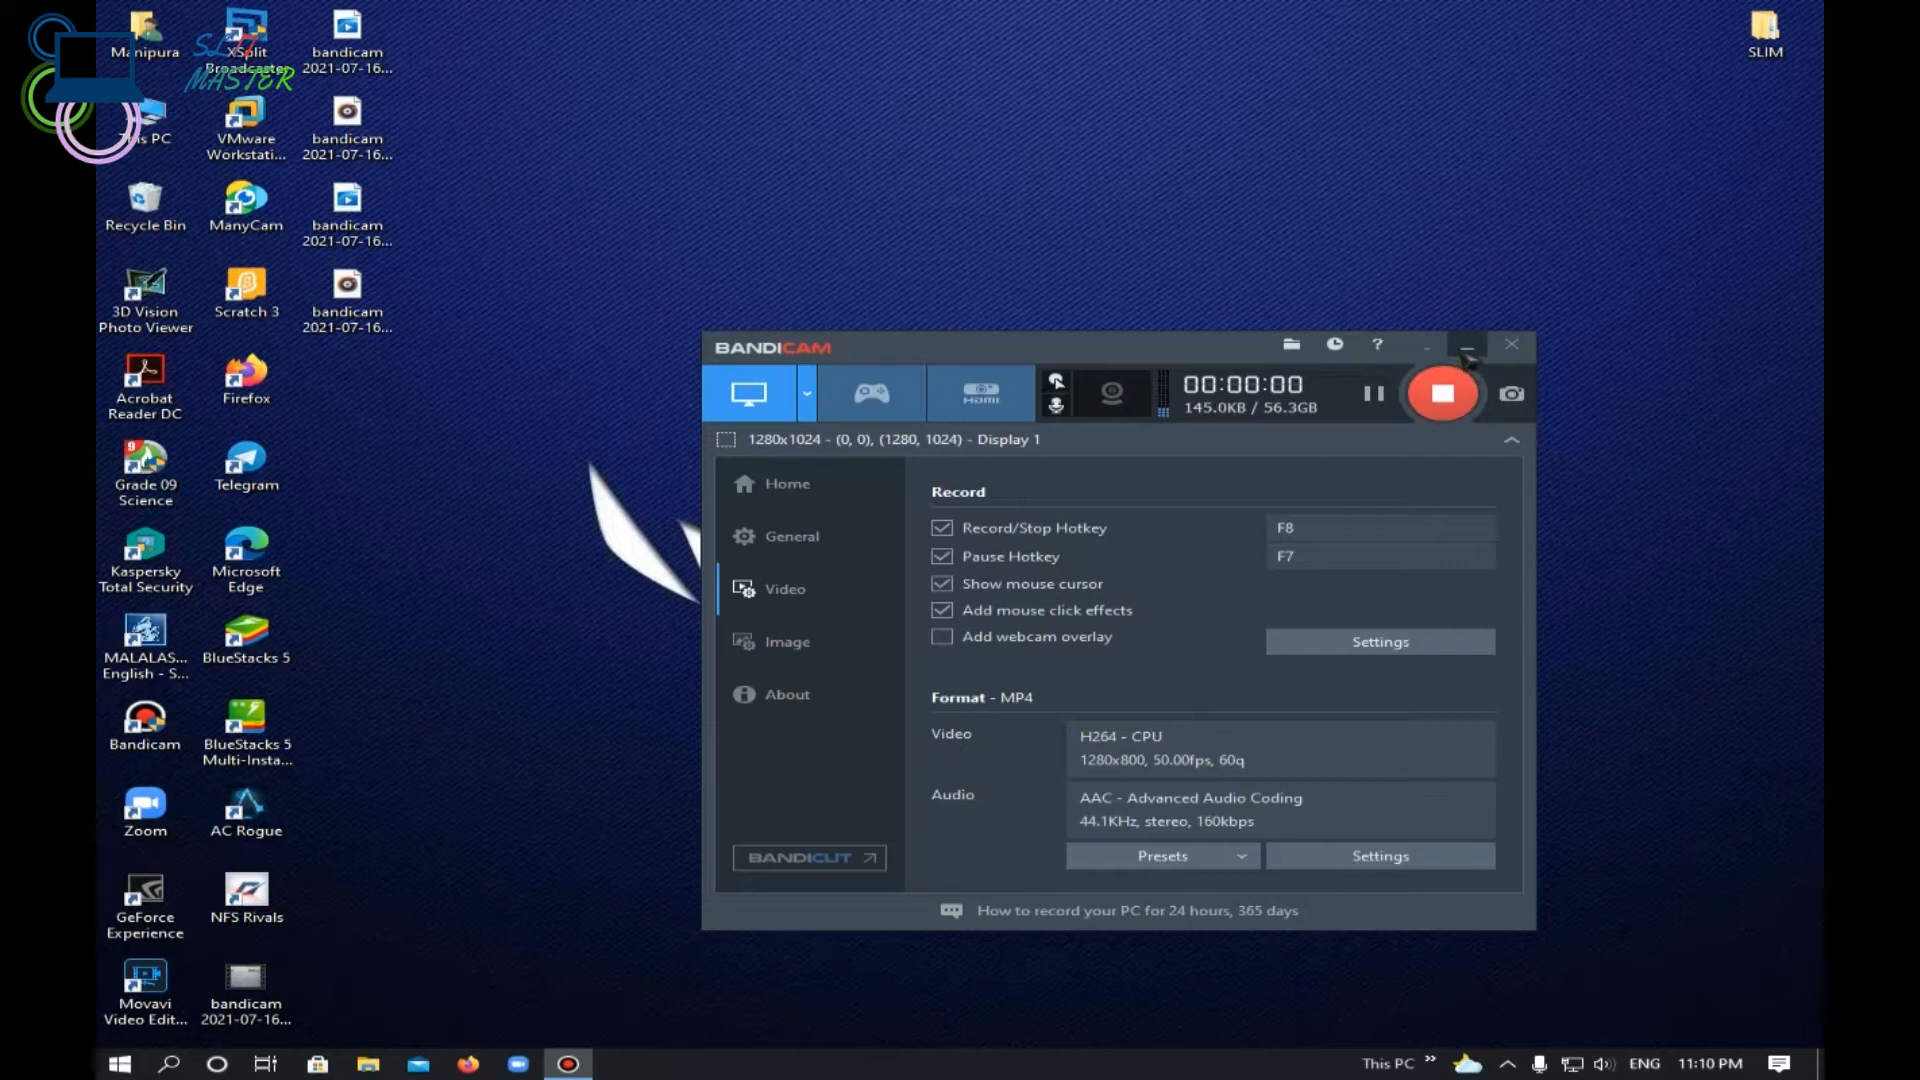 Manipura
XSplit
Broadcaster
bandicam
2021-07-16...
SLIM
SL IT
MASTER
This PC
VMware
Workstati...
bandicam
2021-07-16...
Recycle Bin
ManyCam
bandicam
2021-07-16...
3D Vision
Photo Viewer
Scratch 3
bandicam
2021-07-16...
Acrobat
Reader DC
Firefox
9
Grade 09
Science
Telegram
Kaspersky
Total Security
Microsoft
Edge
MALALAS...
English - S...
BlueStacks 5
Bandicam
BlueStacks 5
Multi-Insta...
Zoom
AC Rogue
GeForce
Experience
NFS Rivals
Movavi
Video Edit...
bandicam
2021-07-16...
BANDICAM
?
HDMI
00:00:00
145.0KB / 56.3GB
1280x1024 - (0, 0), (1280, 1024) - Display 1
Home
General
Video
Image
About
BANDICUT
Record
Record/Stop Hotkey F8
Pause Hotkey F7
Show mouse cursor
Add mouse click effects
Add webcam overlay
Settings
Format - MP4
Video
H264 - CPU
1280x800, 50.00fps, 60q
Audio
AAC - Advanced Audio Coding
44.1KHz, stereo, 160kbps
Presets
Settings
How to record your PC for 24 hours, 365 days
This PC
ENG
11:10 PM